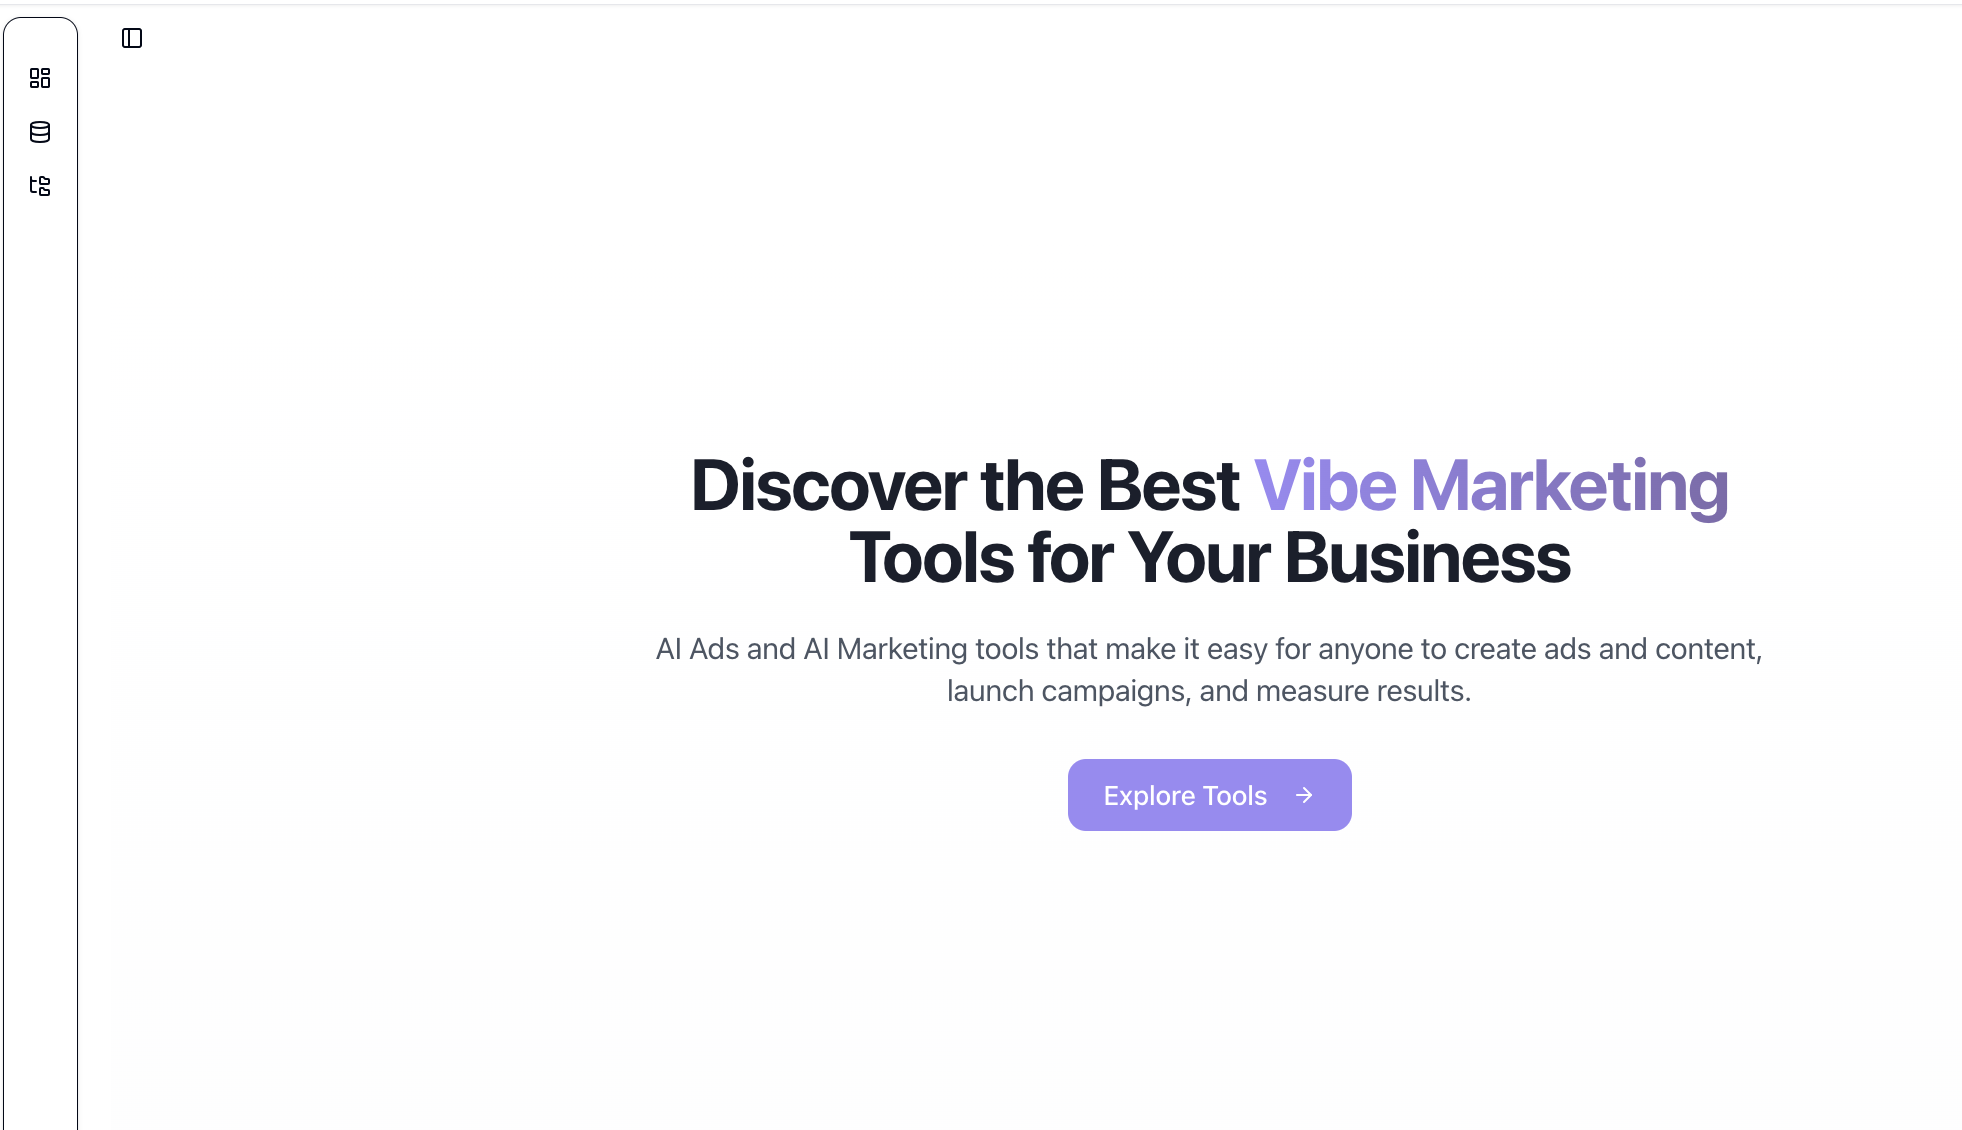 Discover the Best Vibe Marketing
Tools for Your Business
AI Ads and AI Marketing tools that make it easy for anyone to create ads and content,
launch campaigns, and measure results.
Explore Tools